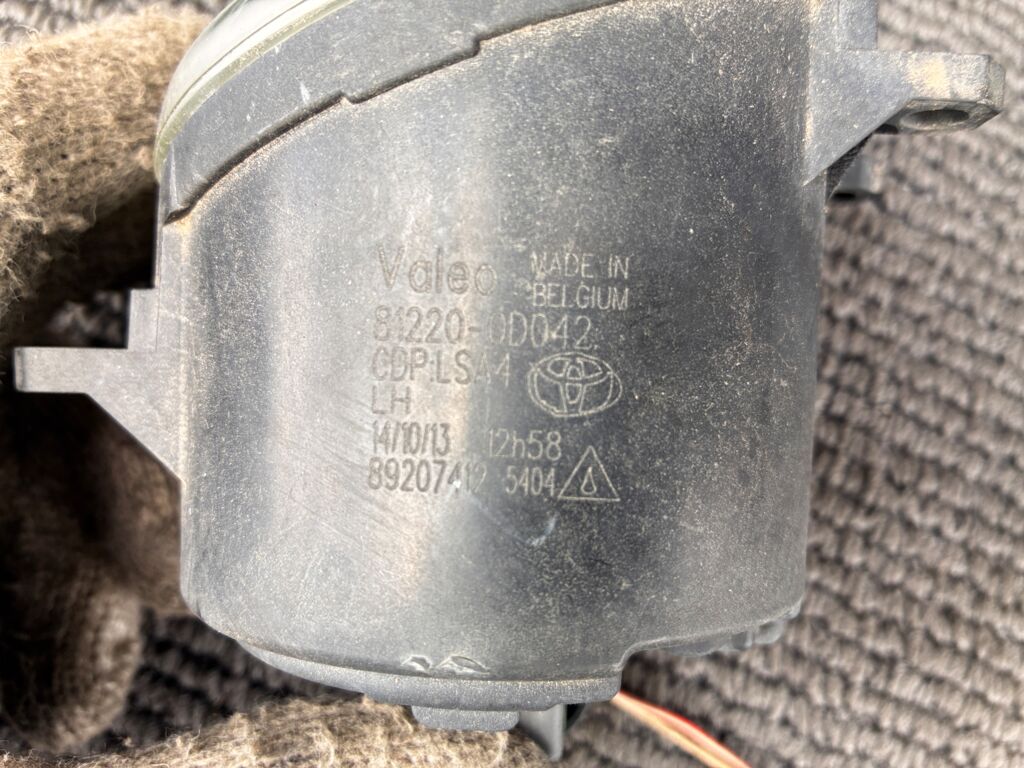 Valeo MADE IN
BELGIUM
81220-0D042
CDP:LSA4
LH
14/10/13 12h58
89207412 5404